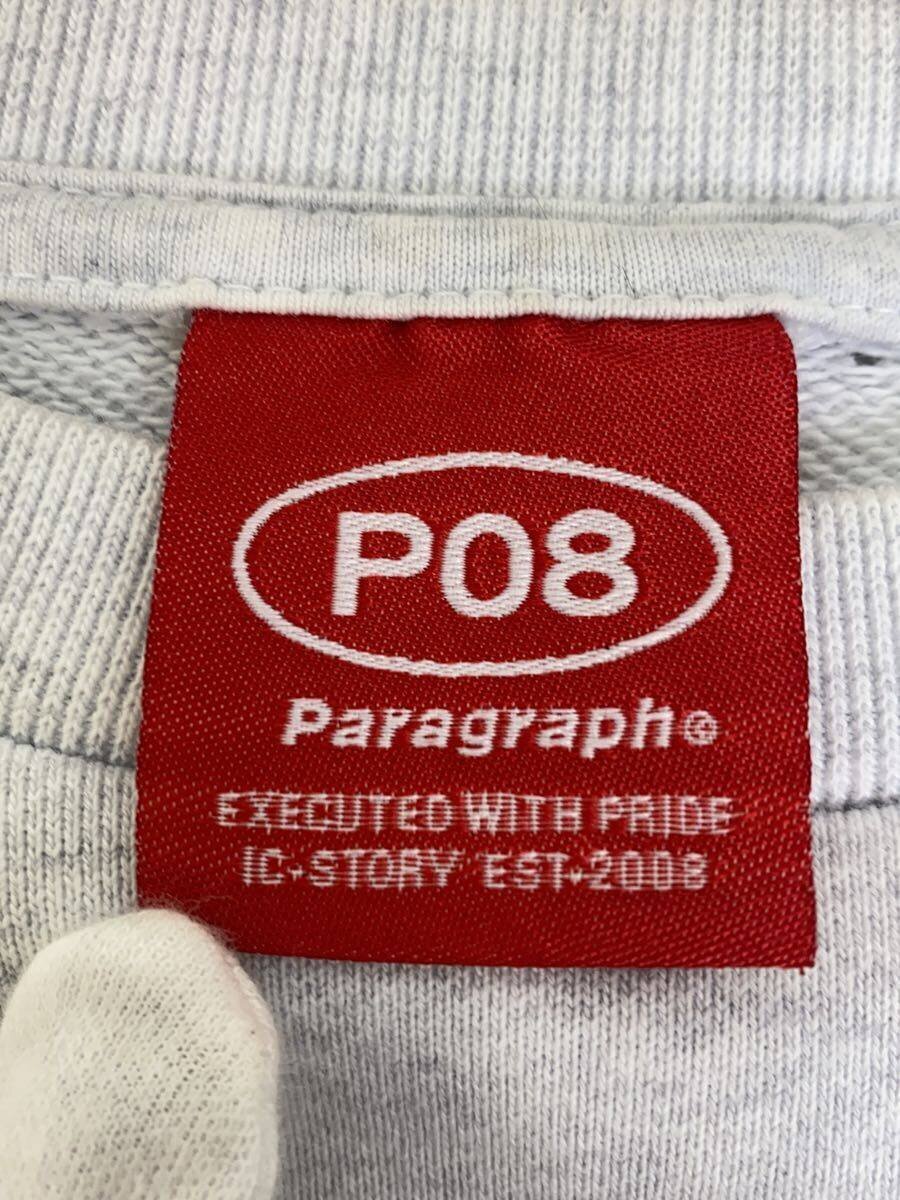 P08
Paragraph®
EXECUTED WITH PRIDE
IC•STORY EST•2008